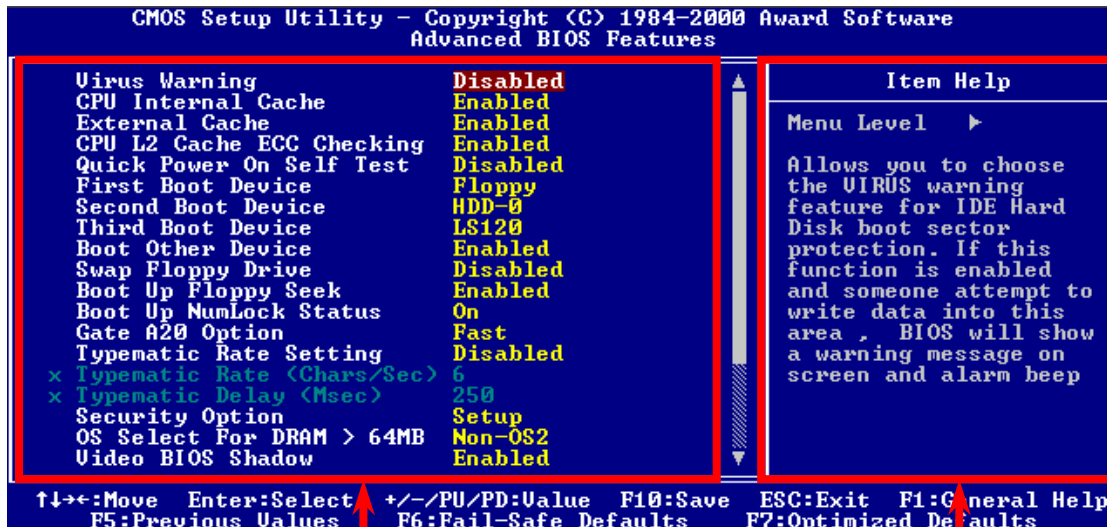 CMOS Setup Utility – Copyright (C) 1984–2000 Award Software
Advanced BIOS Features
Virus Warning Disabled
CPU Internal Cache Enabled
External Cache Enabled
CPU L2 Cache ECC Checking Enabled
Quick Power On Self Test Disabled
First Boot Device Floppy
Second Boot Device HDD–0
Third Boot Device LS120
Boot Other Device Enabled
Swap Floppy Drive Disabled
Boot Up Floppy Seek Enabled
Boot Up NumLock Status On
Gate A20 Option Fast
Typematic Rate Setting Disabled
x Typematic Rate (Chars/Sec) 6
x Typematic Delay (Msec) 250
Security Option Setup
OS Select For DRAM > 64MB Non–OS2
Video BIOS Shadow Enabled
Item Help
Menu Level ►
Allows you to choose
the VIRUS warning
feature for IDE Hard
Disk boot sector
protection. If this
function is enabled
and someone attempt to
write data into this
area , BIOS will show
a warning message on
screen and alarm beep
↑↓→←:Move Enter:Select +/–/PU/PD:Value F10:Save ESC:Exit F1:General Help
F5:Previous Values F6:Fail–Safe Defaults F7:Optimized Defaults